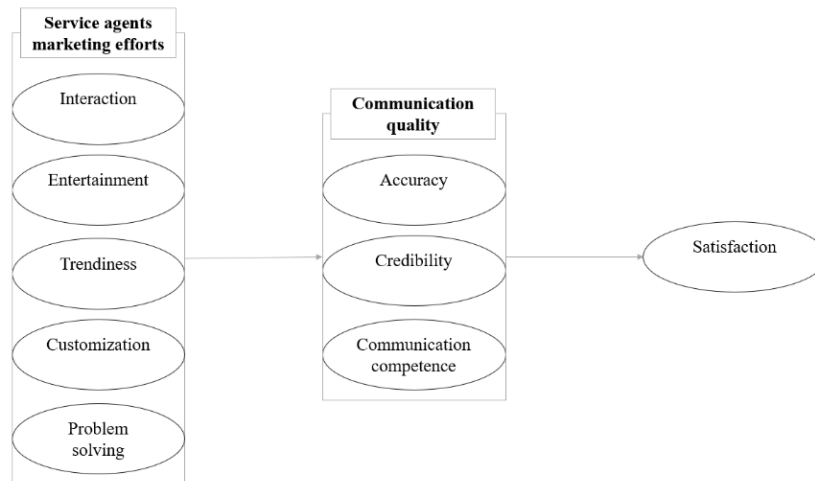 Service agents
marketing efforts
Interaction
Entertainment
Trendiness
Customization
Problem
solving
Communication
quality
Accuracy
Credibility
Communication
competence
Satisfaction